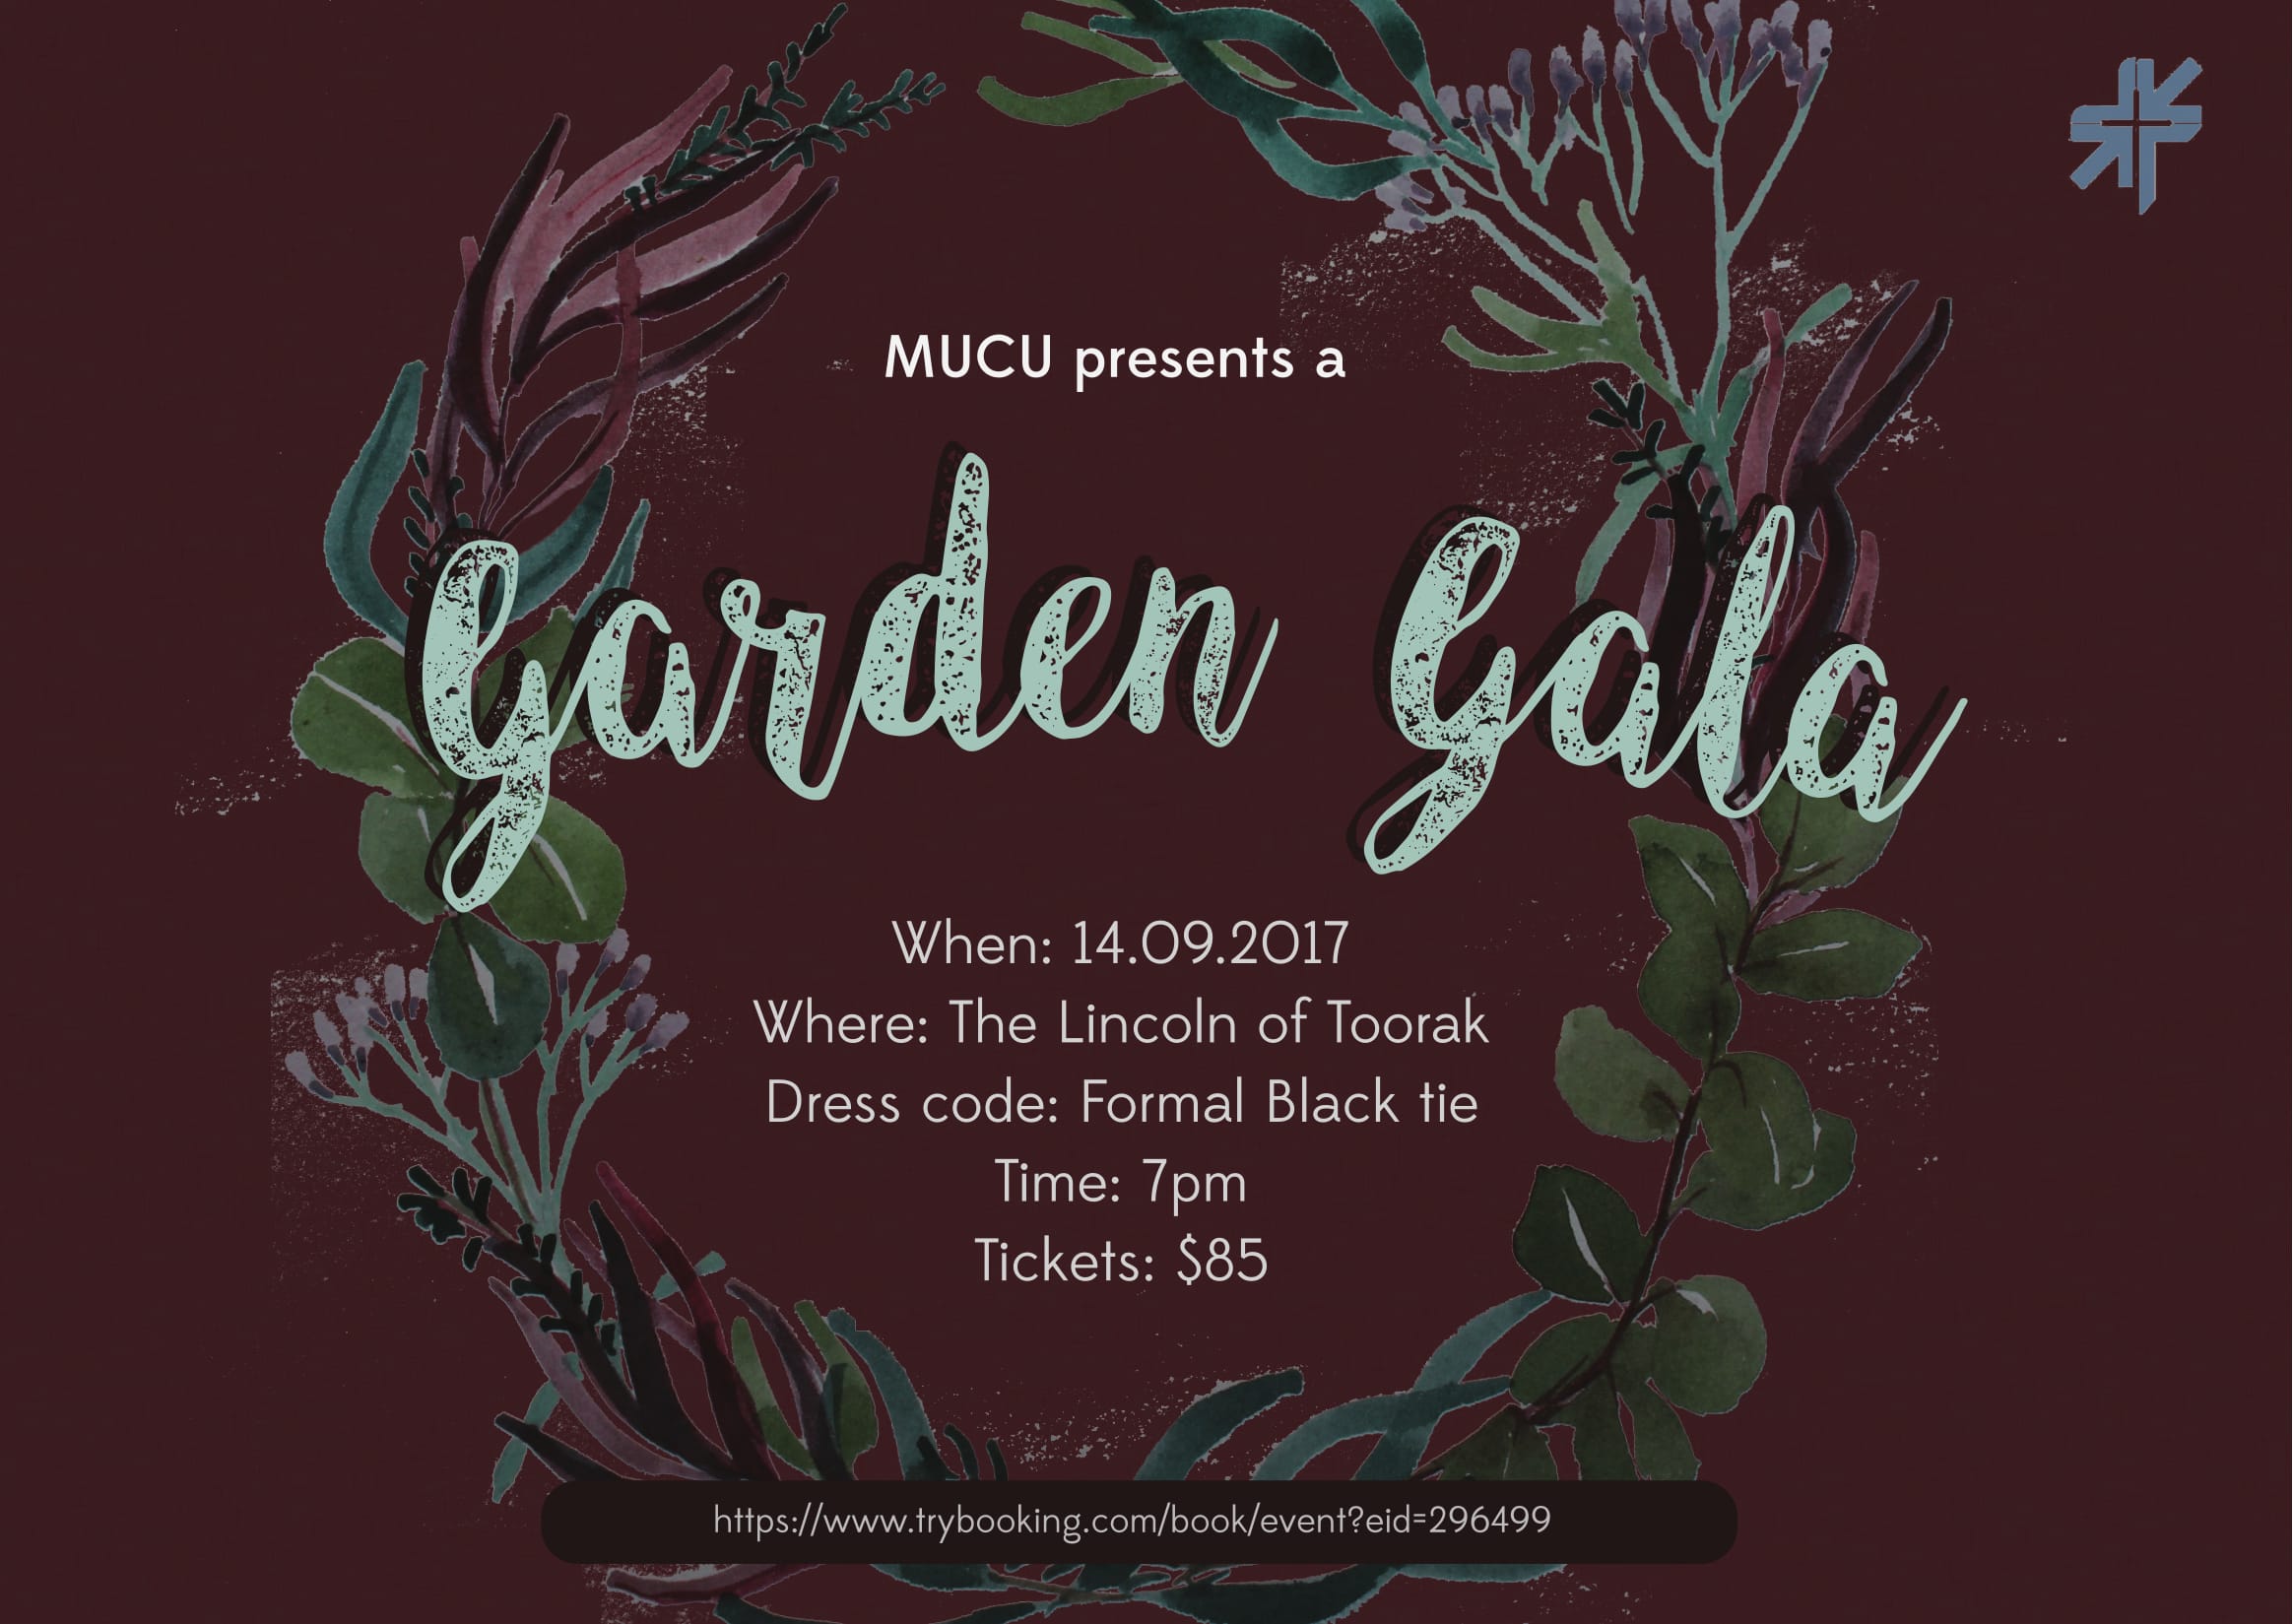 MUCU presents a
Garden Gala
When: 14.09.2017
Where: The Lincoln of Toorak
Dress code: Formal Black tie
Time: 7pm
Tickets: $85
https://www.trybooking.com/book/event?eid=296499